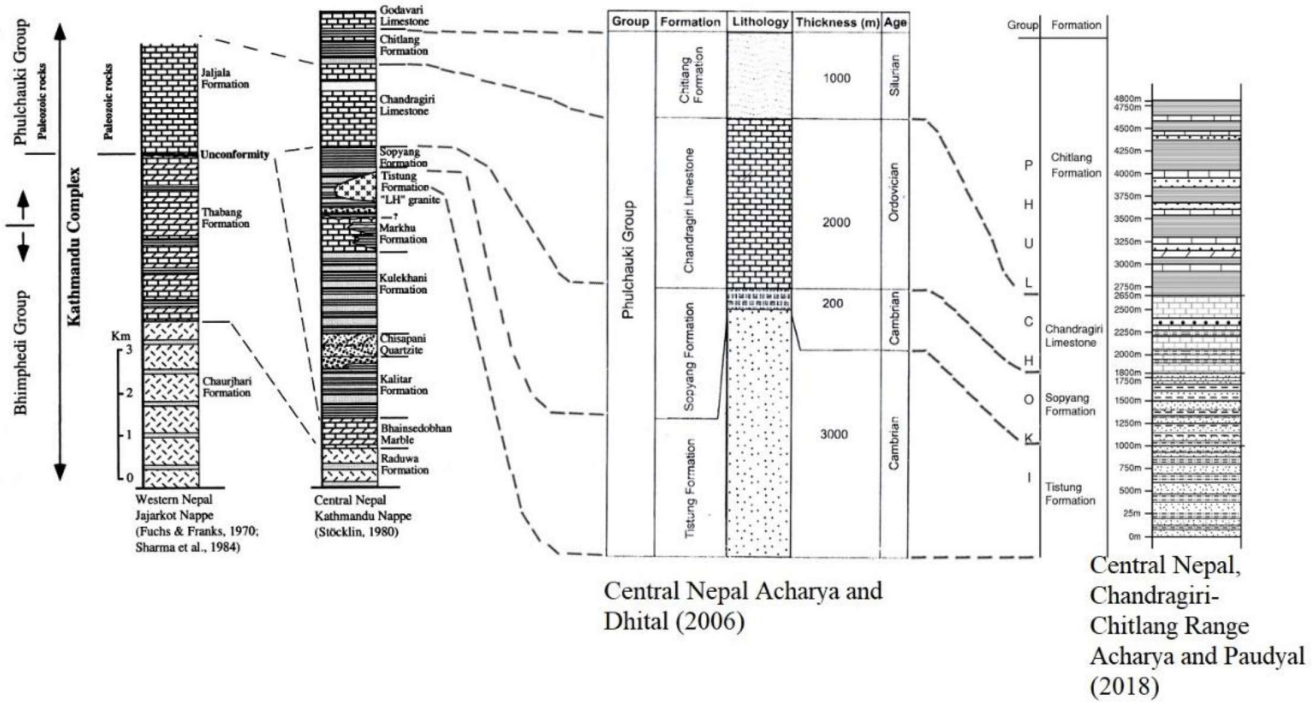 Phulchauki Group
Bhimphedi Group
Paleozoic rocks
Kathmandu Complex
Paleozoic rocks
Km
3
2
1
0
Jaljala
Formation
Unconformity
Thabang
Formation
Chaurjhari
Formation
Western Nepal
Jajarkot Nappe
(Fuchs & Franks, 1970;
Sharma et al., 1984)
Godavari
Limestone
Chitlang
Formation
Chandragiri
Limestone
Sopyang
Formation
Tistung
Formation
"LH" granite
—?
Markhu
Formation
Kulekhani
Formation
Chisapani
Quartzite
Kalitar
Formation
Bhainsedobhan
Marble
Raduwa
Formation
Central Nepal
Kathmandu Nappe
(Stöcklin, 1980)
Group Formation Lithology Thickness (m) Age
Phulchauki Group
Chitlang Formation
1000
Silurian
Chandragiri Limestone
2000
Ordovician
Sopyang Formation
200
Cambrian
Tistung Formation
3000
Cambrian
Central Nepal Acharya and
Dhital (2006)
Group Formation
P
H
U
L
C
H
O
K
I
Chitlang
Formation
Chandragiri
Limestone
Sopyang
Formation
Tistung
Formation
4800m
4750m
4500m
4250m
4000m
3750m
3500m
3250m
3000m
2750m
2650m
2500m
2250m
2000m
1800m
1750m
1500m
1250m
1000m
750m
500m
25m
0m
Central Nepal,
Chandragiri-
Chitlang Range
Acharya and Paudyal
(2018)